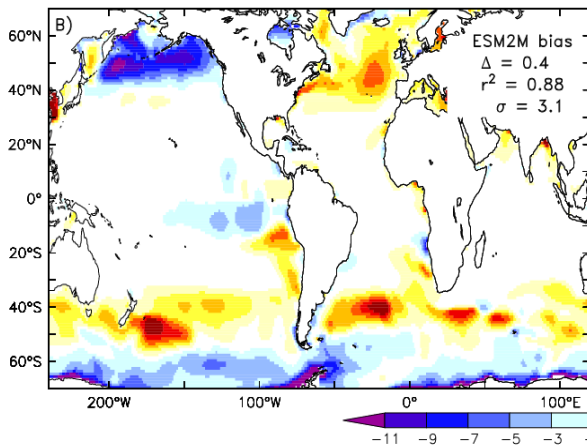 B)
ESM2M bias
Δ = 0.4
r² = 0.88
σ = 3.1
60°N
40°N
20°N
0°
20°S
40°S
60°S
200°W 100°W 0° 100°E
−11 −9 −7 −5 −3